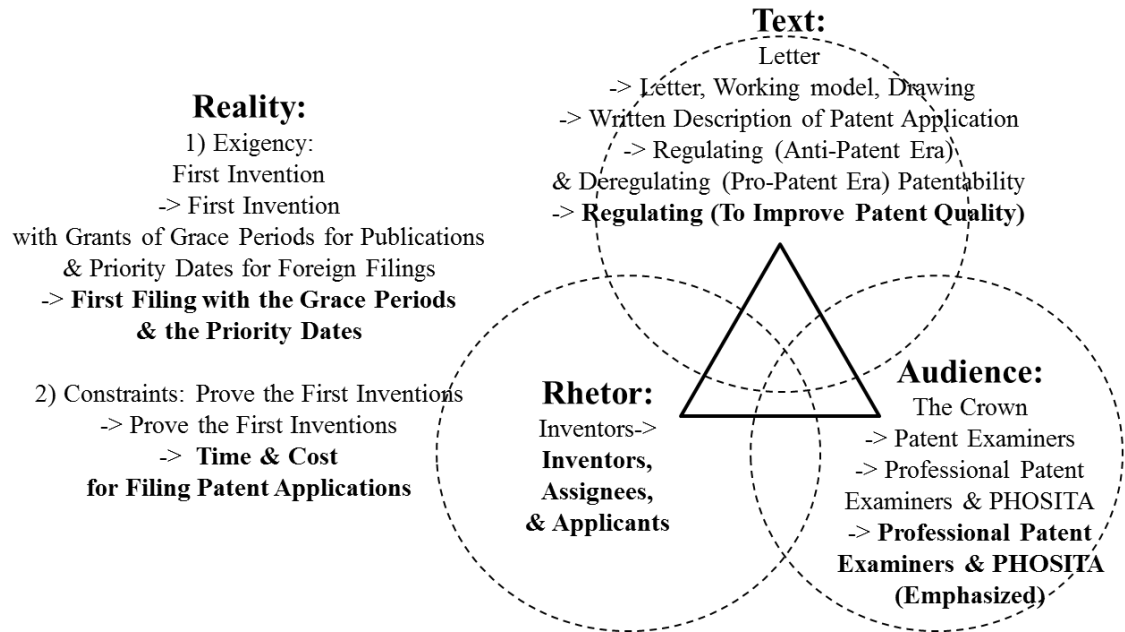 Text:
Letter
-> Letter, Working model, Drawing
-> Written Description of Patent Application
-> Regulating (Anti-Patent Era)
& Deregulating (Pro-Patent Era) Patentability
-> Regulating (To Improve Patent Quality)
Reality:
1) Exigency:
First Invention
-> First Invention
with Grants of Grace Periods for Publications
& Priority Dates for Foreign Filings
-> First Filing with the Grace Periods
& the Priority Dates
2) Constraints: Prove the First Inventions
-> Prove the First Inventions
-> Time & Cost
for Filing Patent Applications
Rhetor:
Inventors->
Inventors,
Assignees,
& Applicants
Audience:
The Crown
-> Patent Examiners
-> Professional Patent
Examiners & PHOSITA
-> Professional Patent
Examiners & PHOSITA
(Emphasized)